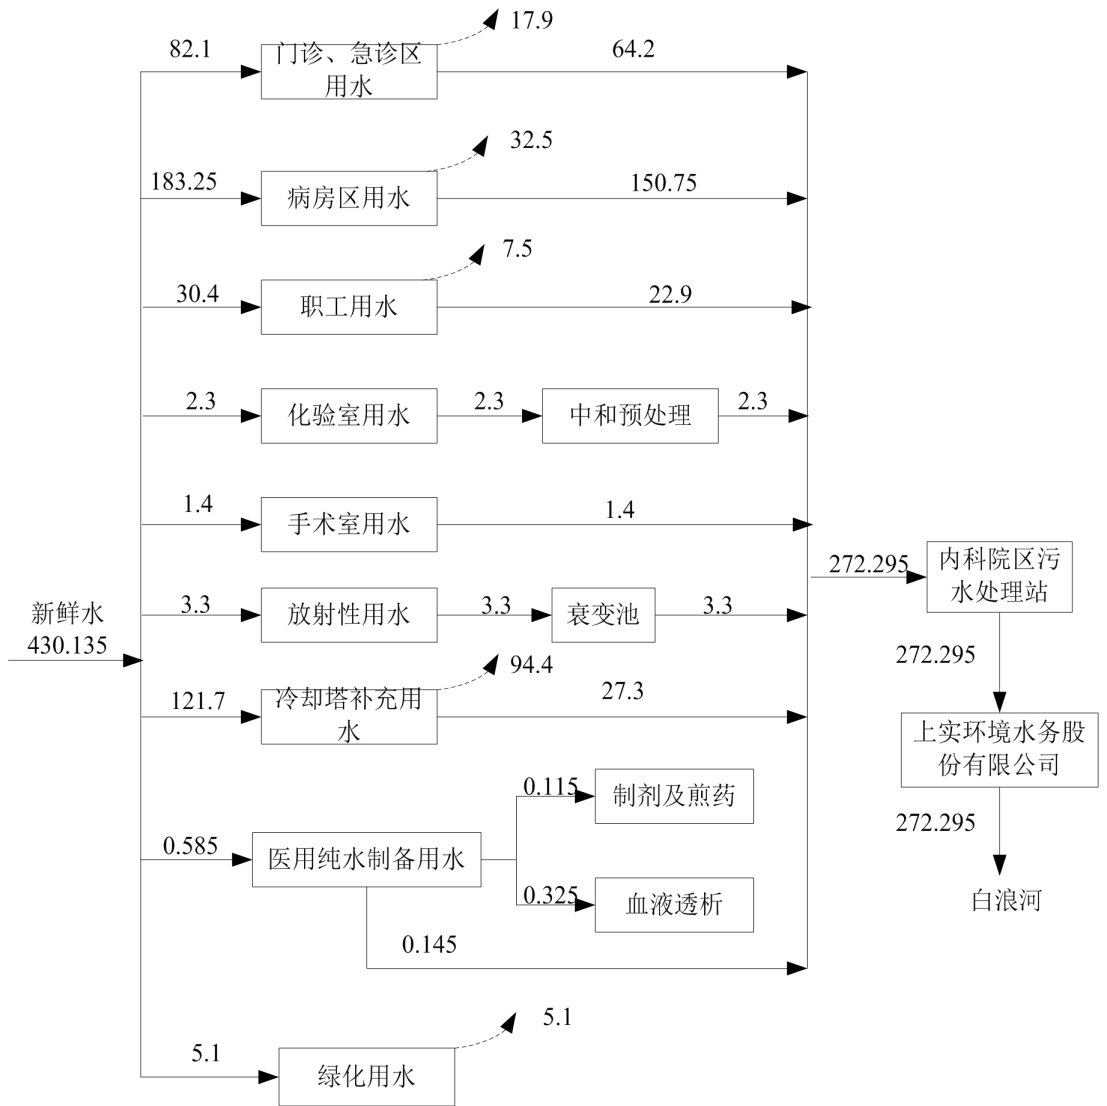 17.9
82.1
门诊、急诊区
用水
64.2
32.5
183.25
病房区用水
150.75
7.5
30.4
职工用水
22.9
2.3
化验室用水
2.3
中和预处理
2.3
1.4
手术室用水
1.4
272.295
内科院区污
水处理站
新鲜水
430.135
3.3
放射性用水
3.3
衰变池
3.3
272.295
94.4
121.7
冷却塔补充用
水
27.3
上实环境水务股
份有限公司
0.115
制剂及煎药
272.295
0.585
医用纯水制备用水
0.325
血液透析
白浪河
0.145
5.1
5.1
绿化用水